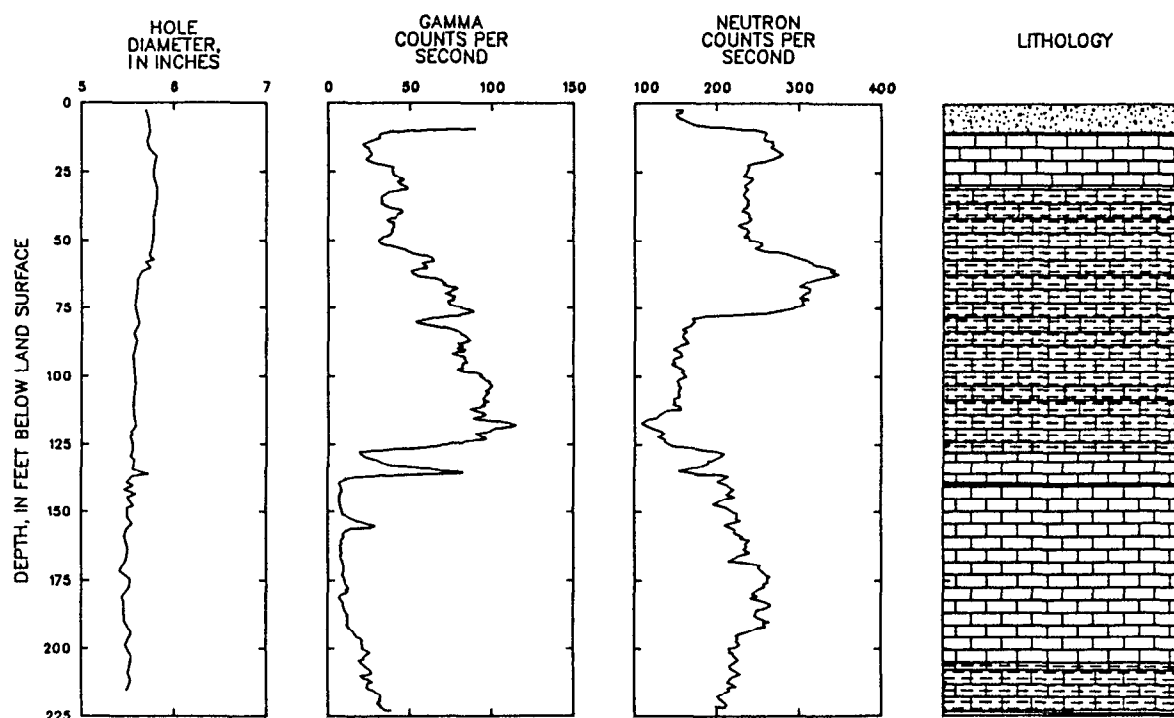 HOLE
DIAMETER,
IN INCHES
5 6 7
GAMMA
COUNTS PER
SECOND
0 50 100 150
NEUTRON
COUNTS PER
SECOND
100 200 300 400
LITHOLOGY
DEPTH, IN FEET BELOW LAND SURFACE
0
25
50
75
100
125
150
175
200
225